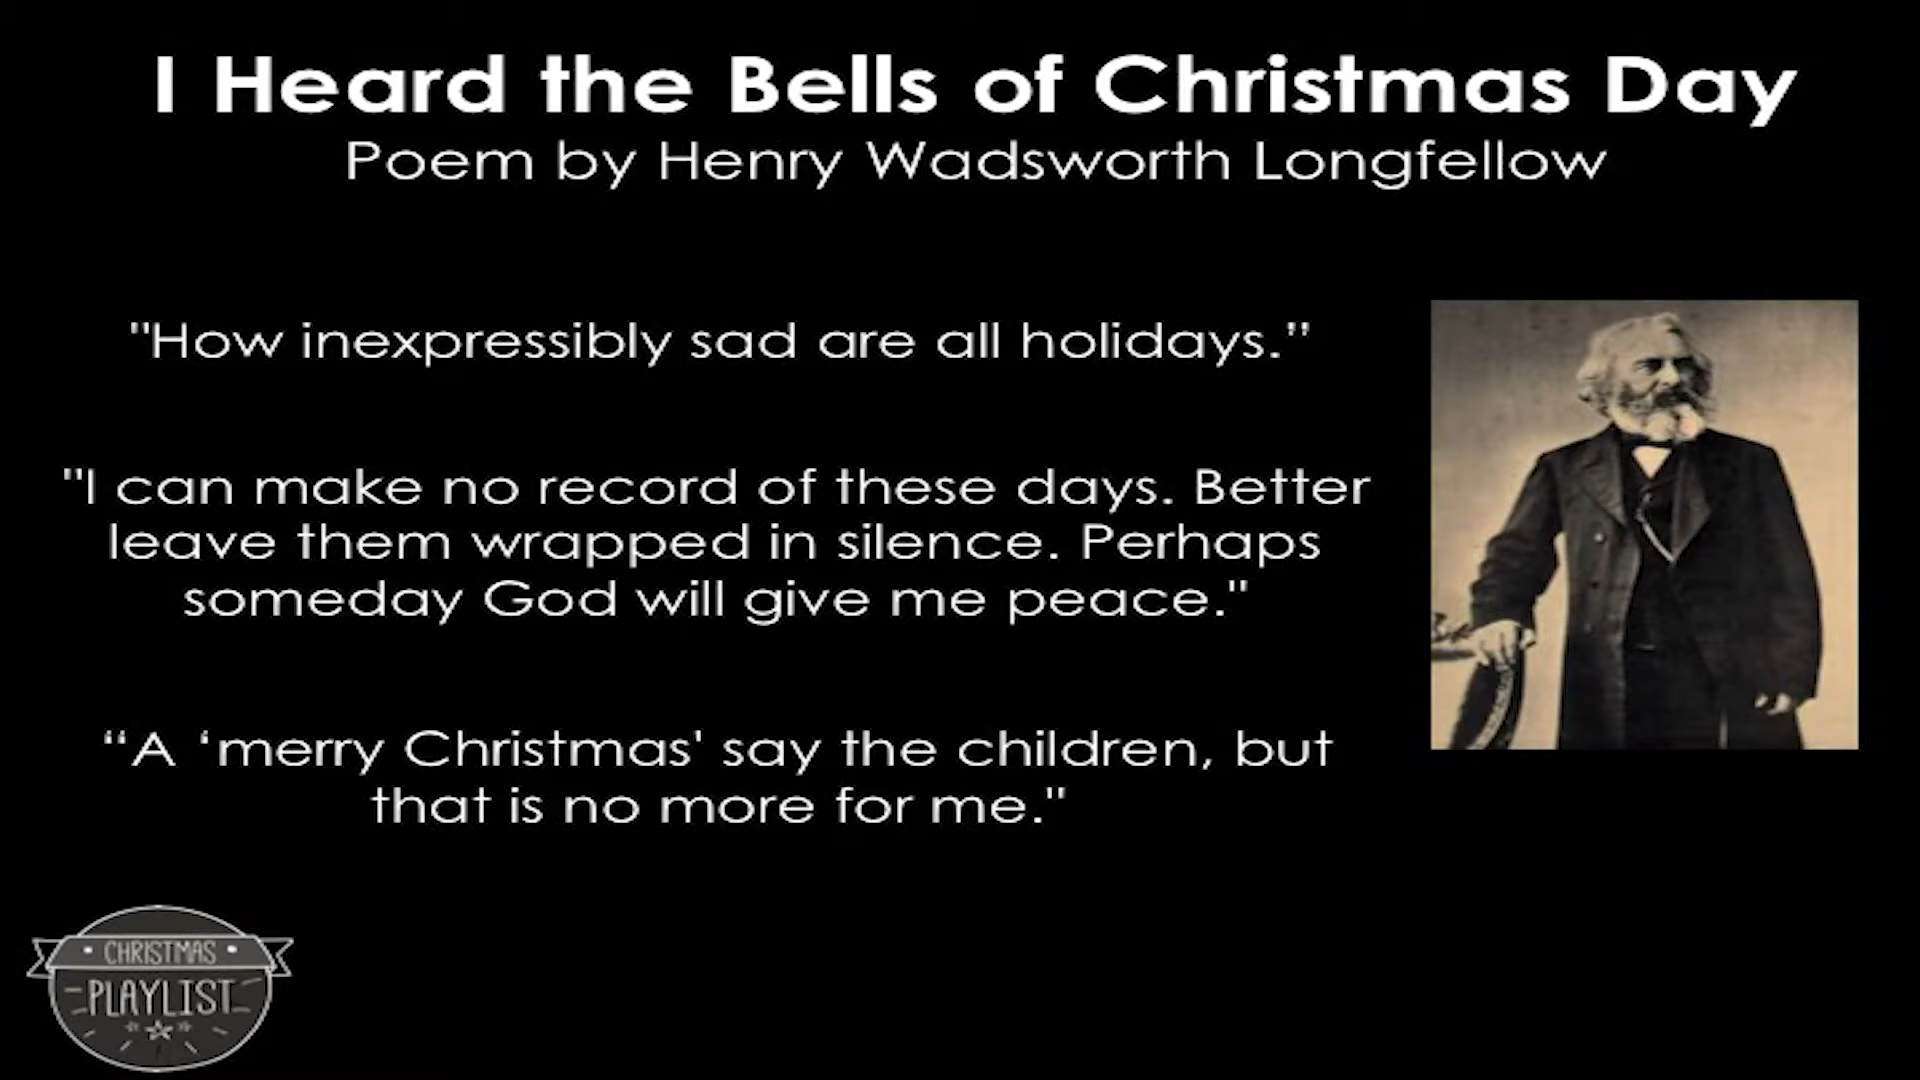 I Heard the Bells of Christmas Day
Poem by Henry Wadsworth Longfellow
"How inexpressibly sad are all holidays.”
"I can make no record of these days. Better
leave them wrapped in silence. Perhaps
someday God will give me peace."
“A ‘merry Christmas' say the children, but
that is no more for me."
CHRISTMAS
PLAYLIST